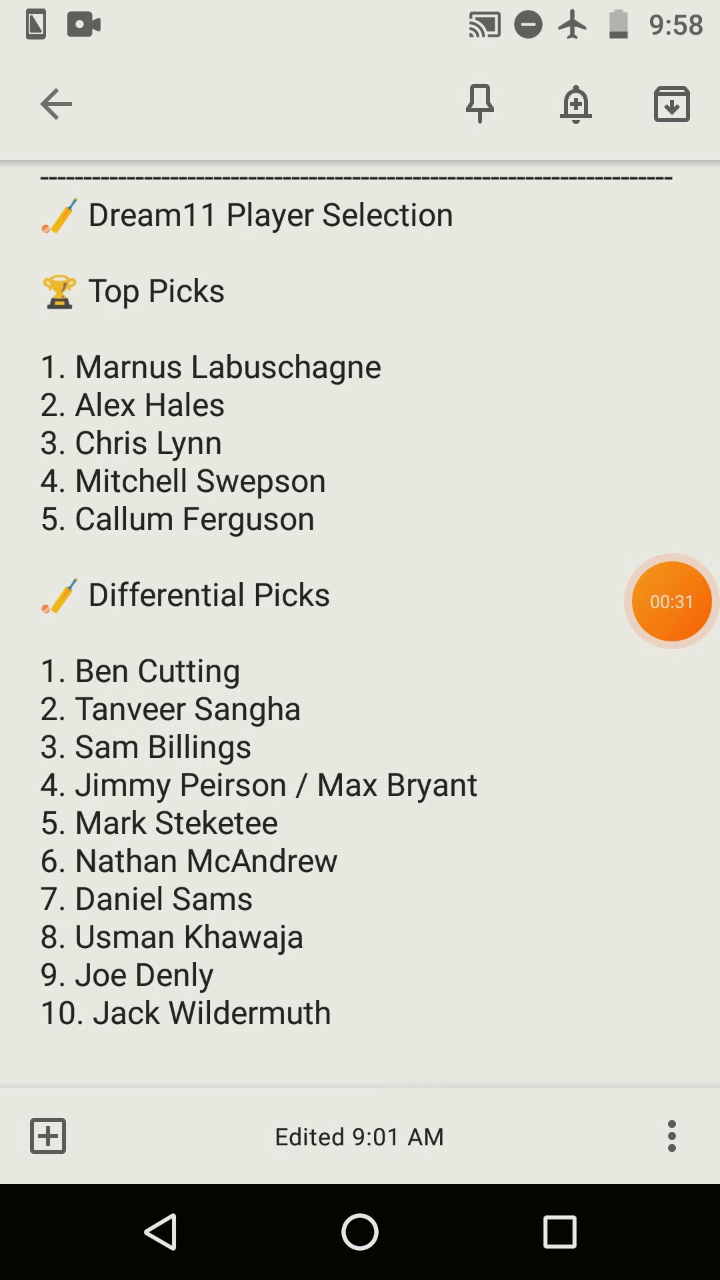 9:58
------------------------------------------------------------------------
🏏 Dream11 Player Selection
🏆 Top Picks
1. Marnus Labuschagne
2. Alex Hales
3. Chris Lynn
4. Mitchell Swepson
5. Callum Ferguson
🏏 Differential Picks
00:31
1. Ben Cutting
2. Tanveer Sangha
3. Sam Billings
4. Jimmy Peirson / Max Bryant
5. Mark Steketee
6. Nathan McAndrew
7. Daniel Sams
8. Usman Khawaja
9. Joe Denly
10. Jack Wildermuth
Edited 9:01 AM